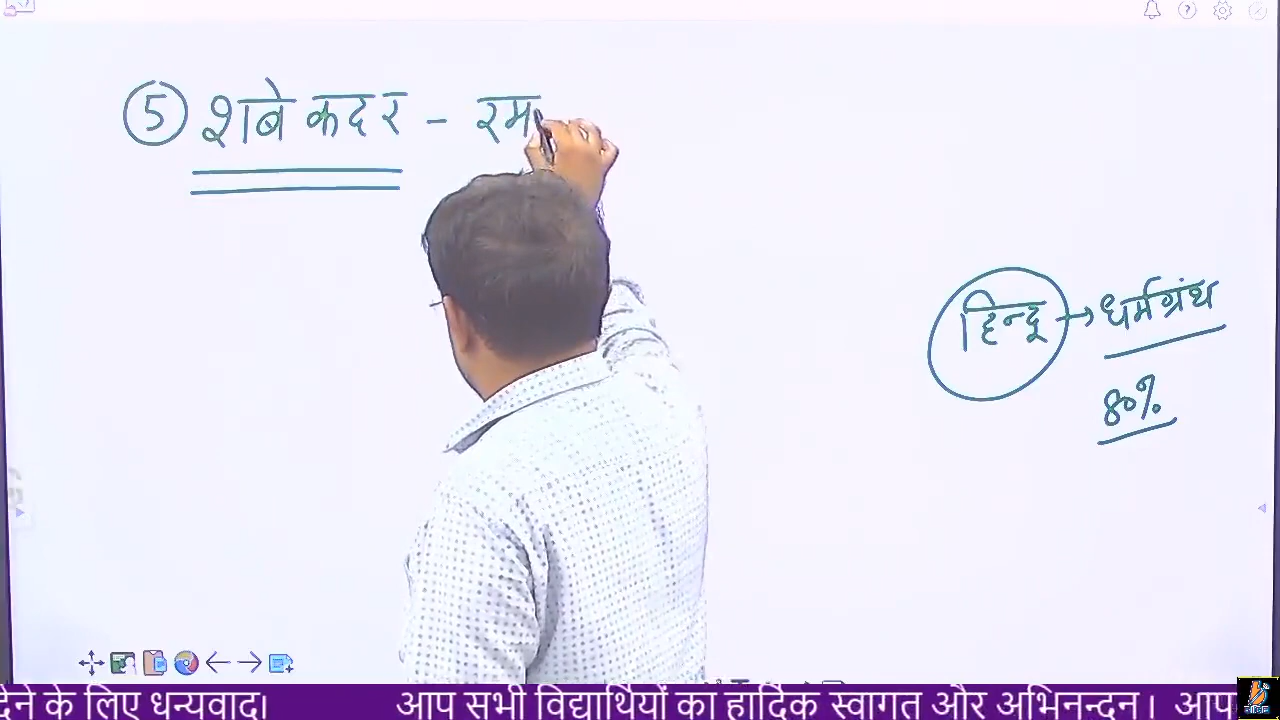 5 शबे कदर - रम
हिन्दू → धर्मग्रंथ
80%
देने के लिए धन्यवाद। आप सभी विद्यार्थियों का हार्दिक स्वागत और अभिनन्दन। आप